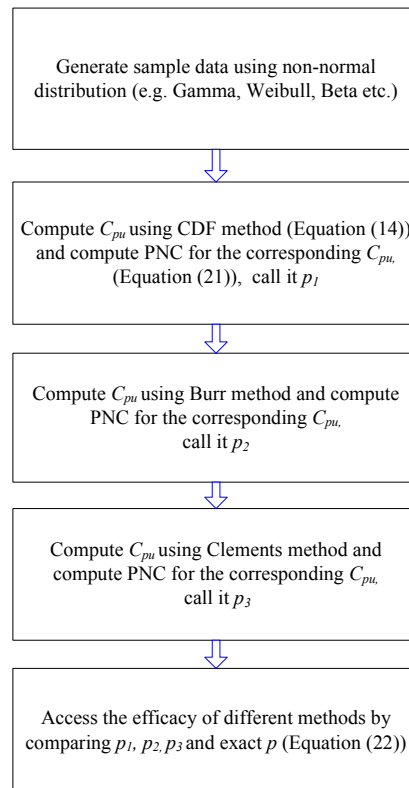 Generate sample data using non-normal
distribution (e.g. Gamma, Weibull, Beta etc.)
Compute Cpu using CDF method (Equation (14))
and compute PNC for the corresponding Cpu,
(Equation (21)), call it p1
Compute Cpu using Burr method and compute
PNC for the corresponding Cpu,
call it p2
Compute Cpu using Clements method and
compute PNC for the corresponding Cpu,
call it p3
Access the efficacy of different methods by
comparing p1, p2, p3 and exact p (Equation (22))